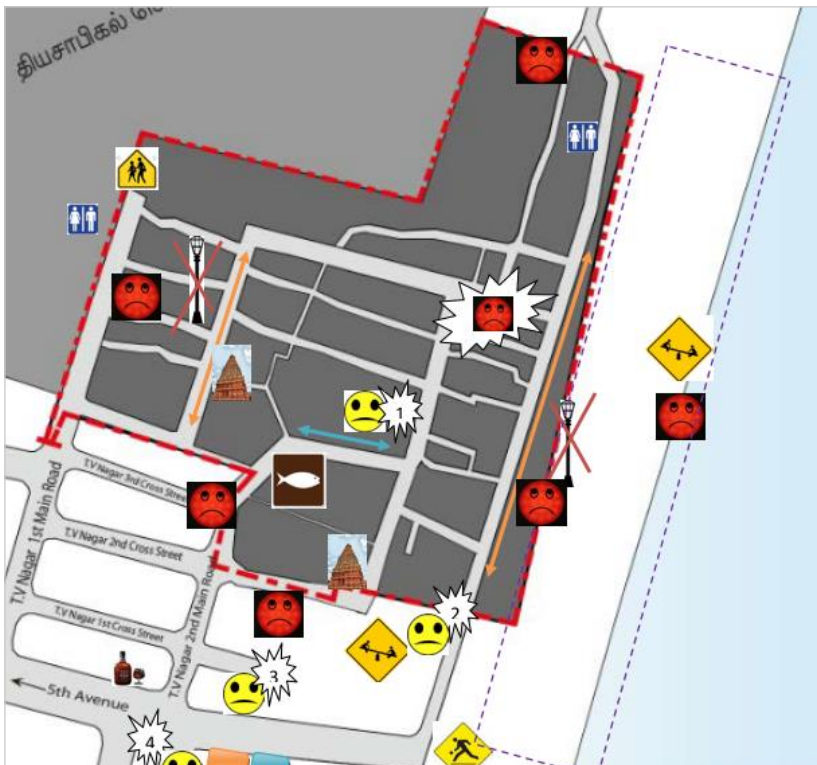 தியசாபிகல்
1
T.V Nagar 3rd Cross Street
T.V Nagar 1st Main Road
T.V Nagar 2nd Cross Street
T.V Nagar 2nd Main Road
2
T.V Nagar 1st Cross Street
3
5th Avenue
4